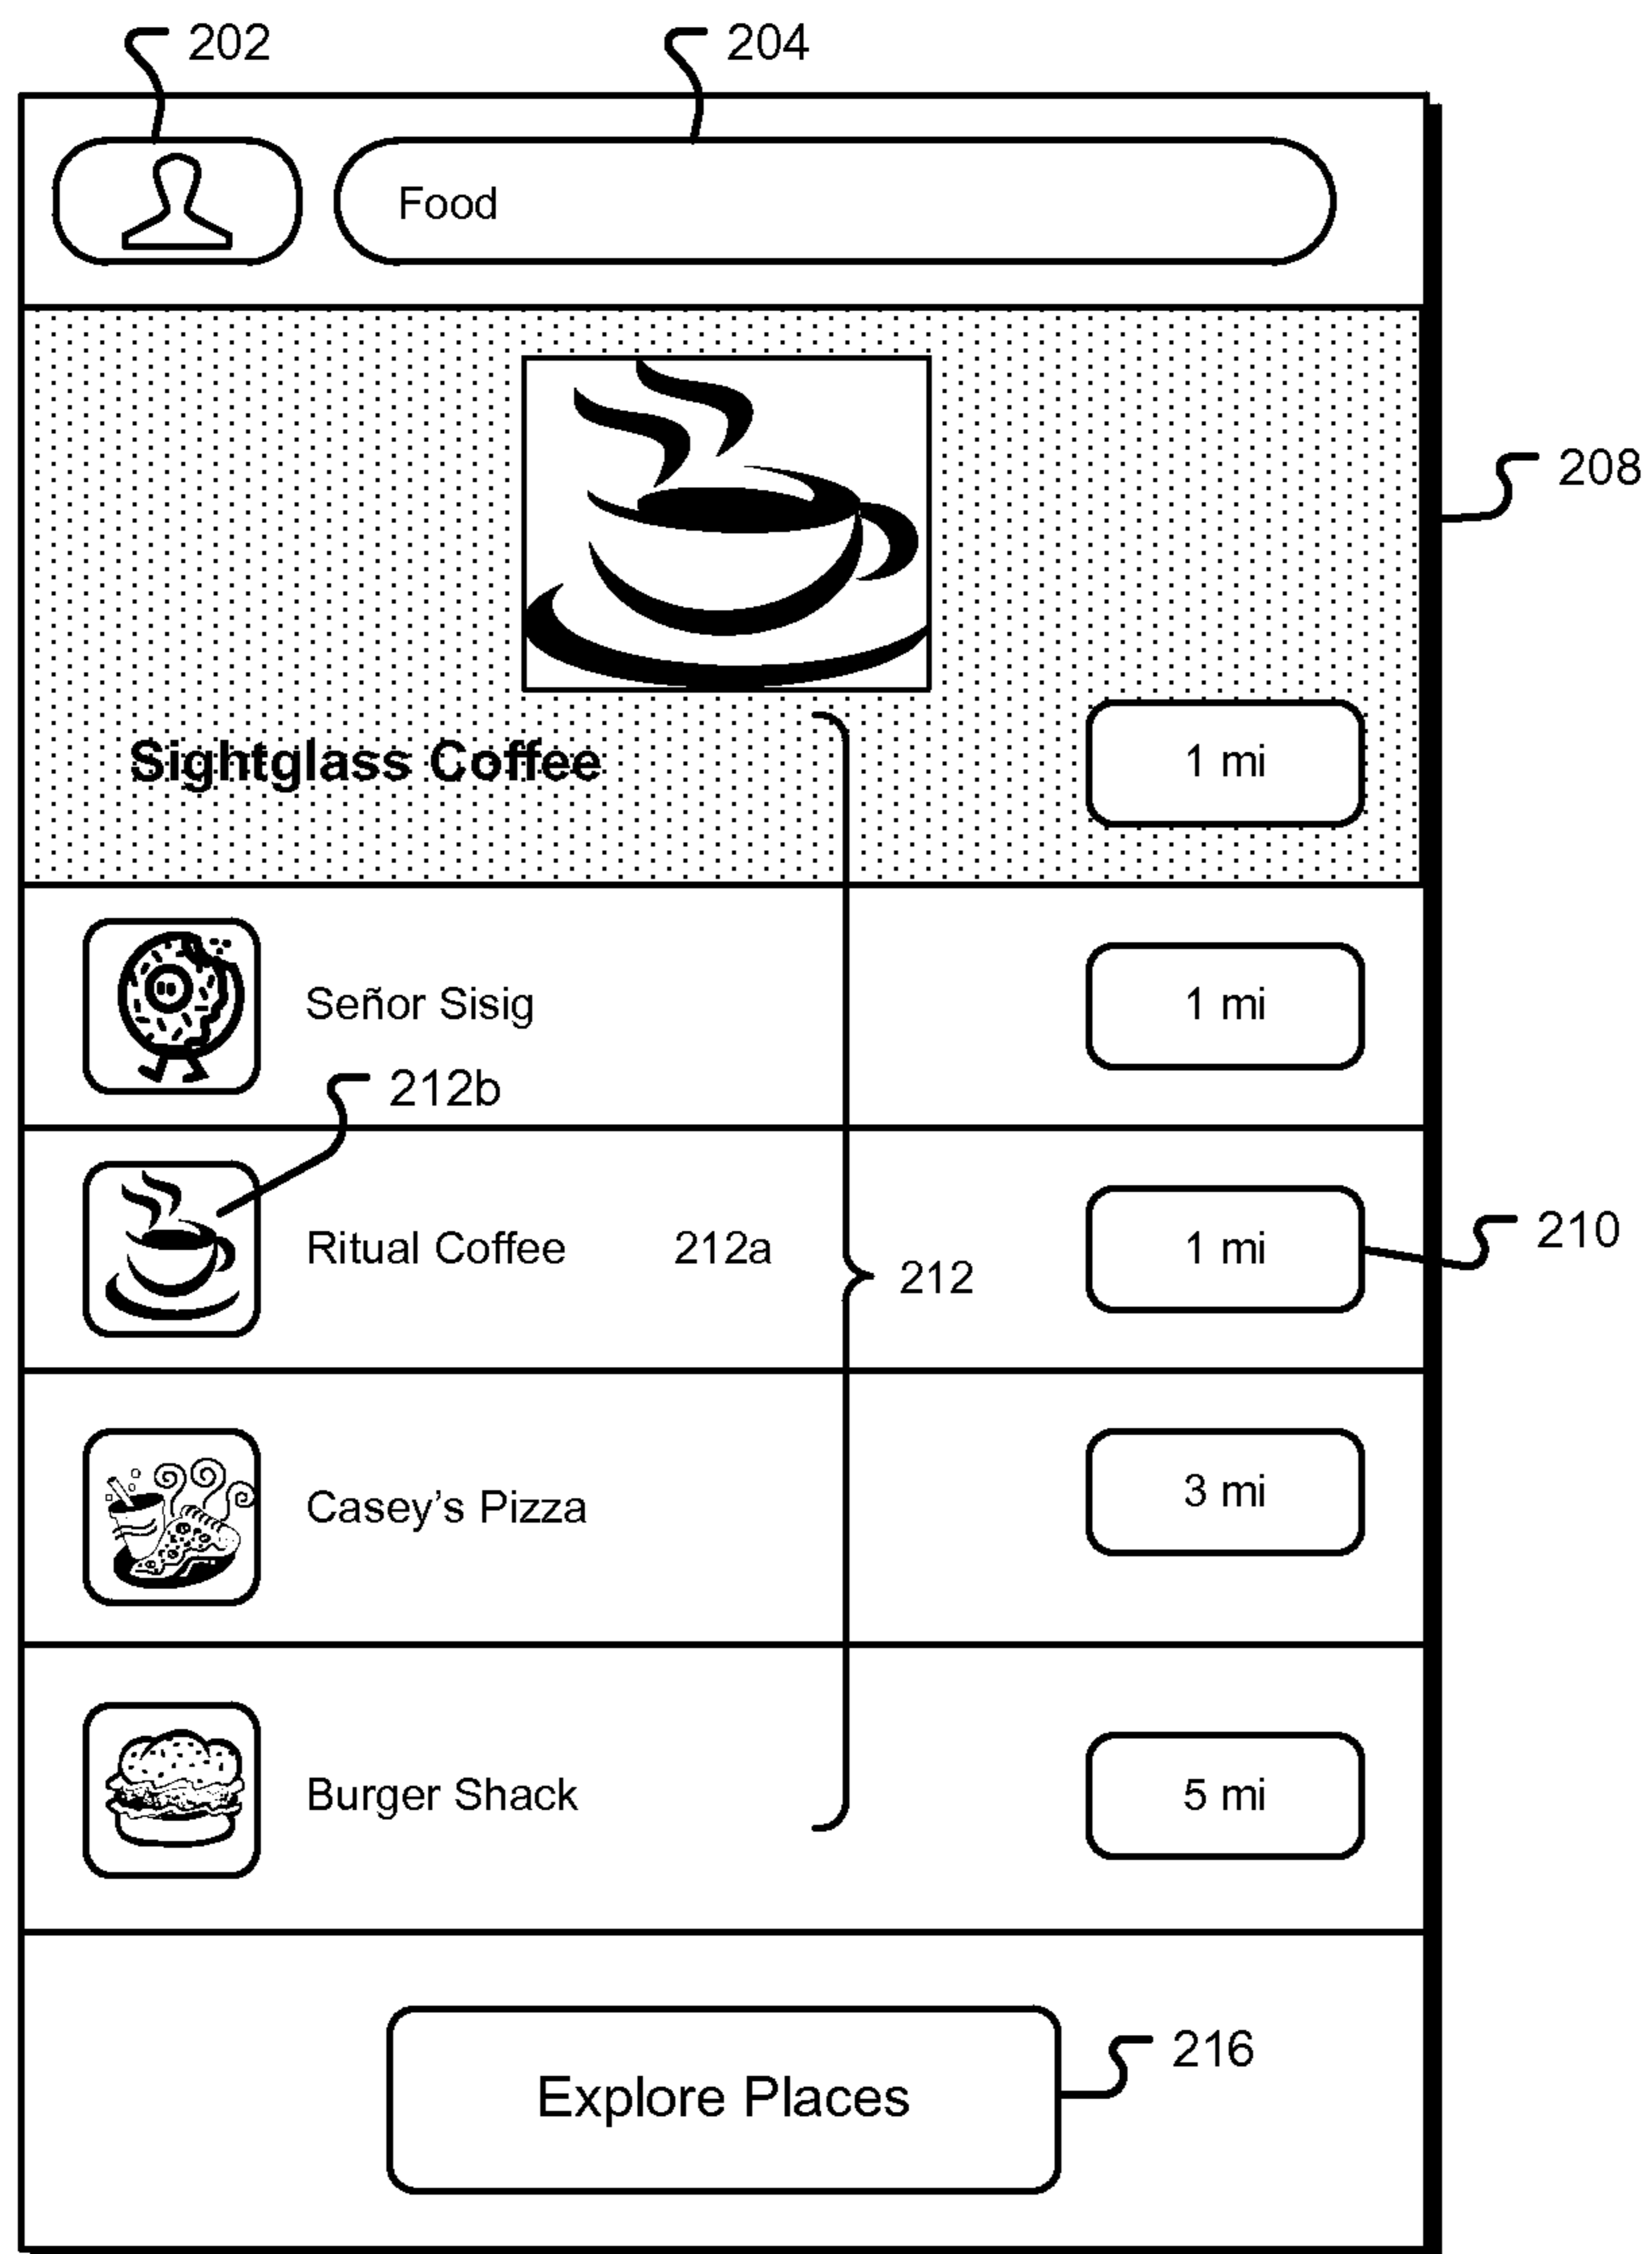 202
204
Food
208
Sightglass Coffee
1 mi
Señor Sisig
1 mi
212b
Ritual Coffee
212a
212
1 mi
210
Casey’s Pizza
3 mi
Burger Shack
5 mi
216
Explore Places